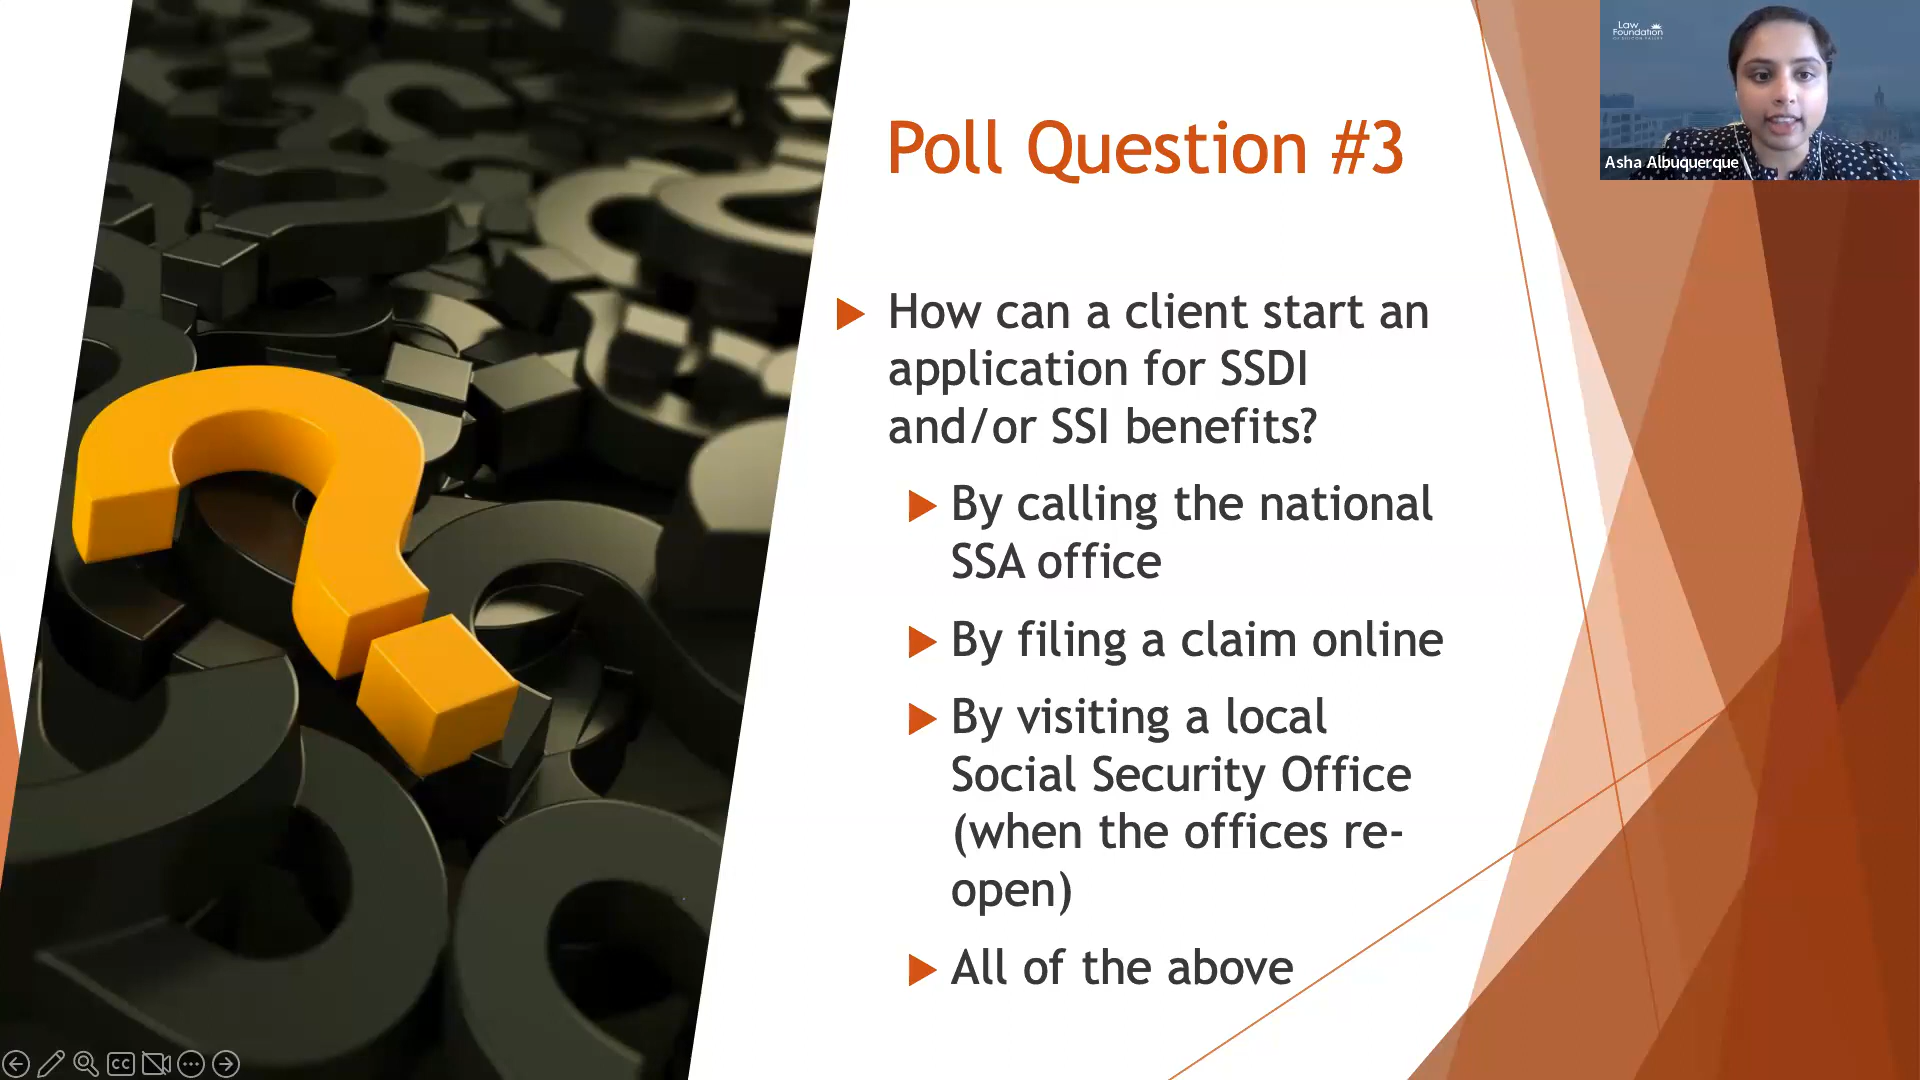 Poll Question #3
How can a client start an
application for SSDI
and/or SSI benefits?
By calling the national
SSA office
By filing a claim online
By visiting a local
Social Security Office
(when the offices re-
open)
All of the above
Law
Foundation
Asha Albuquerque
CC